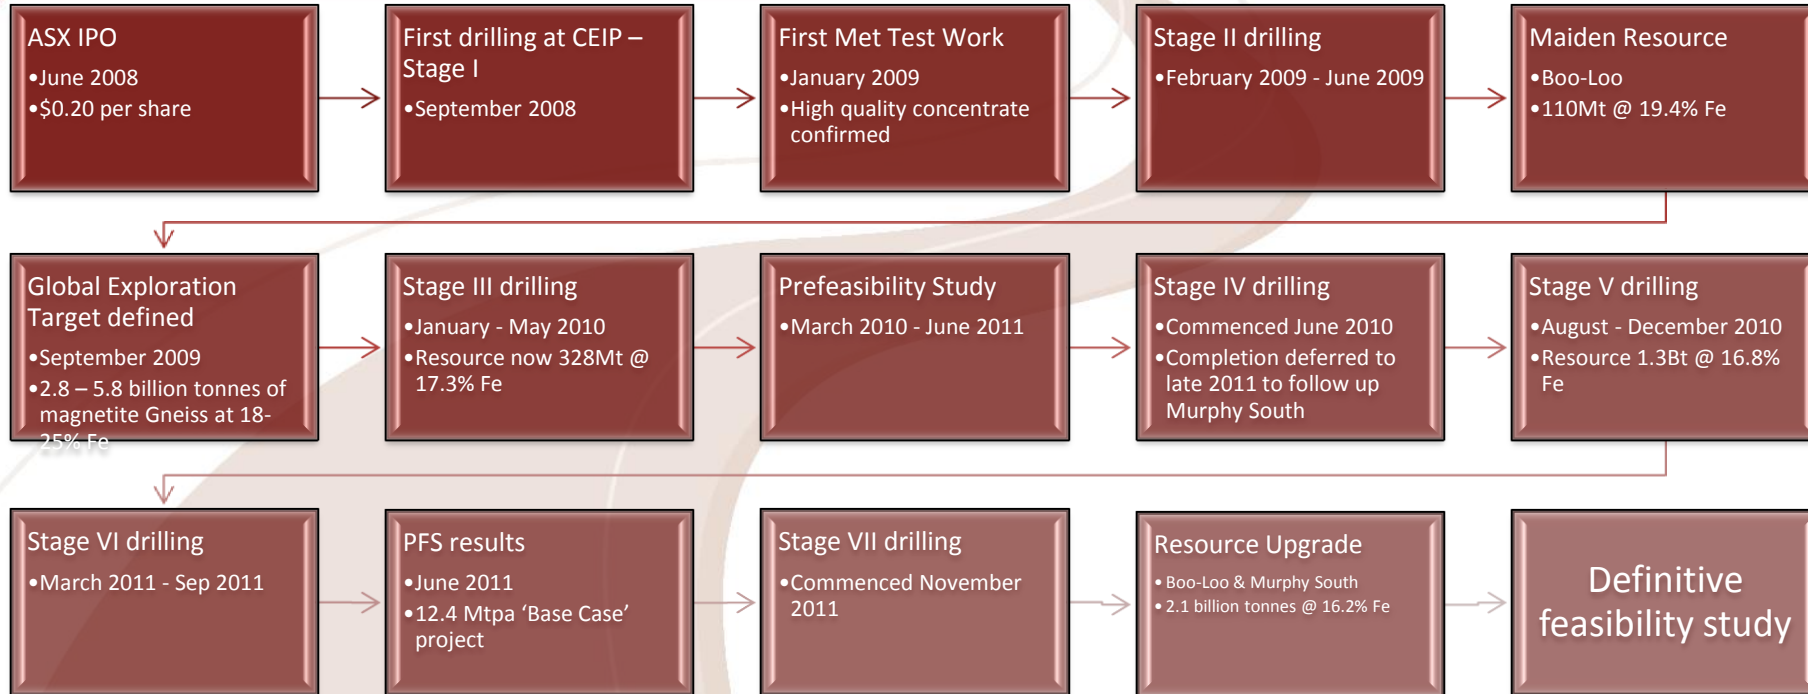 ASX IPO
•June 2008
•$0.20 per share
First drilling at CEIP –
Stage I
•September 2008
First Met Test Work
•January 2009
•High quality concentrate
confirmed
Stage II drilling
•February 2009 - June 2009
Maiden Resource
•Boo-Loo
•110Mt @ 19.4% Fe
Global Exploration
Target defined
•September 2009
•2.8 – 5.8 billion tonnes of
magnetite Gneiss at 18-
25% Fe
Stage III drilling
•January - May 2010
•Resource now 328Mt @
17.3% Fe
Prefeasibility Study
•March 2010 - June 2011
Stage IV drilling
•Commenced June 2010
•Completion deferred to
late 2011 to follow up
Murphy South
Stage V drilling
•August - December 2010
•Resource 1.3Bt @ 16.8%
Fe
Stage VI drilling
•March 2011 - Sep 2011
PFS results
•June 2011
•12.4 Mtpa ‘Base Case’
project
Stage VII drilling
•Commenced November
2011
Resource Upgrade
• Boo-Loo & Murphy South
• 2.1 billion tonnes @ 16.2% Fe
Definitive
feasibility study